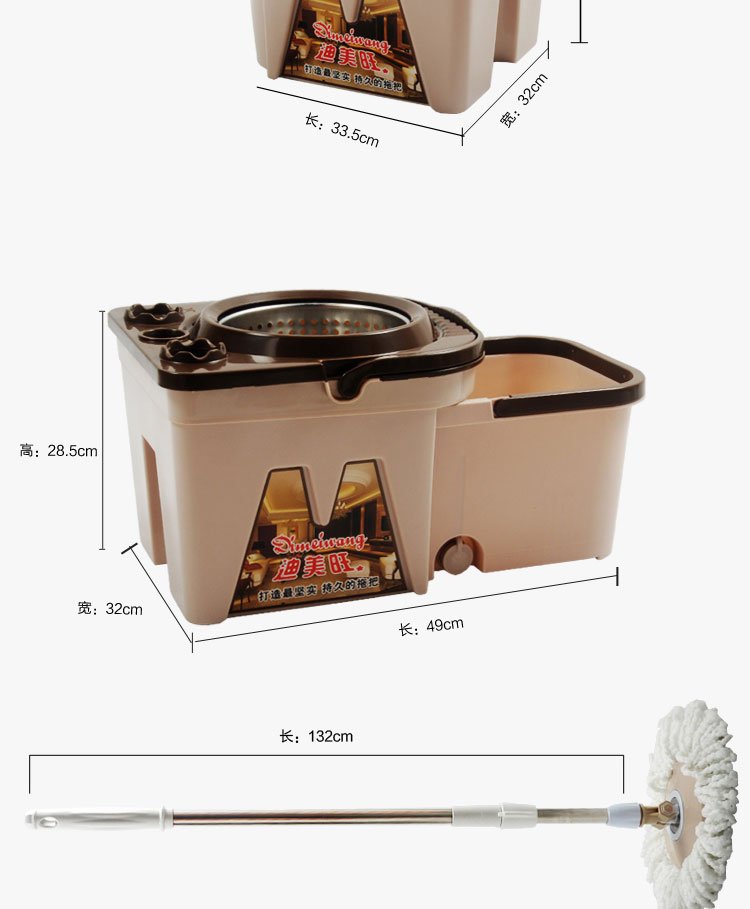 Dimeiwang
迪美旺
打造最坚实 持久的拖把
长：33.5cm
宽：32cm
高：28.5cm
Dimeiwang
迪美旺
打造最坚实 持久的拖把
宽：32cm
长：49cm
长：132cm